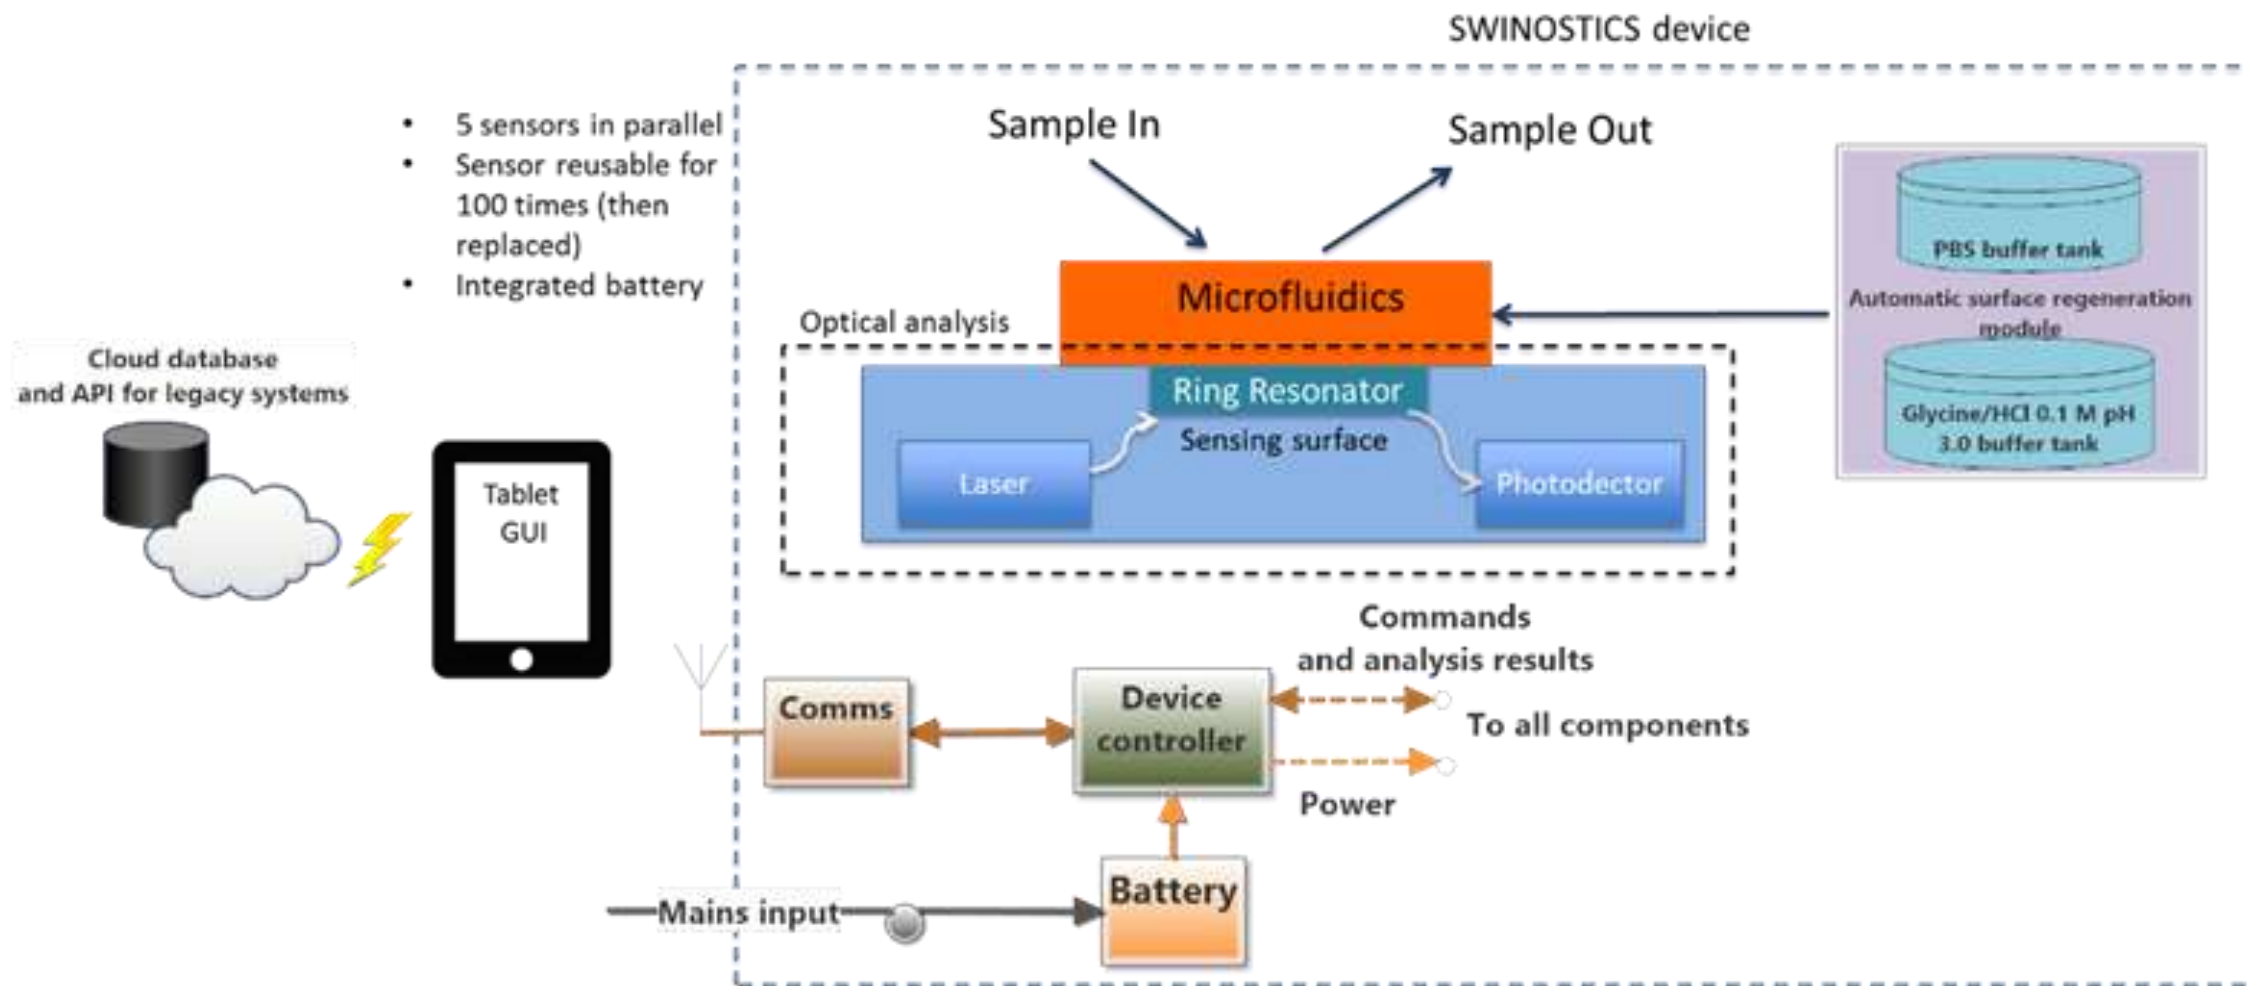 SWINOSTICS device
• 5 sensors in parallel
• Sensor reusable for
100 times (then
replaced)
• Integrated battery
Sample In
Sample Out
PBS buffer tank
Automatic surface regeneration
module
Glycine/HCl 0.1 M pH
3.0 buffer tank
Microfluidics
Optical analysis
Ring Resonator
Sensing surface
Laser
Photodector
Cloud database
and API for legacy systems
Tablet
GUI
Commands
and analysis results
Comms
Device
controller
To all components
Power
Battery
Mains input